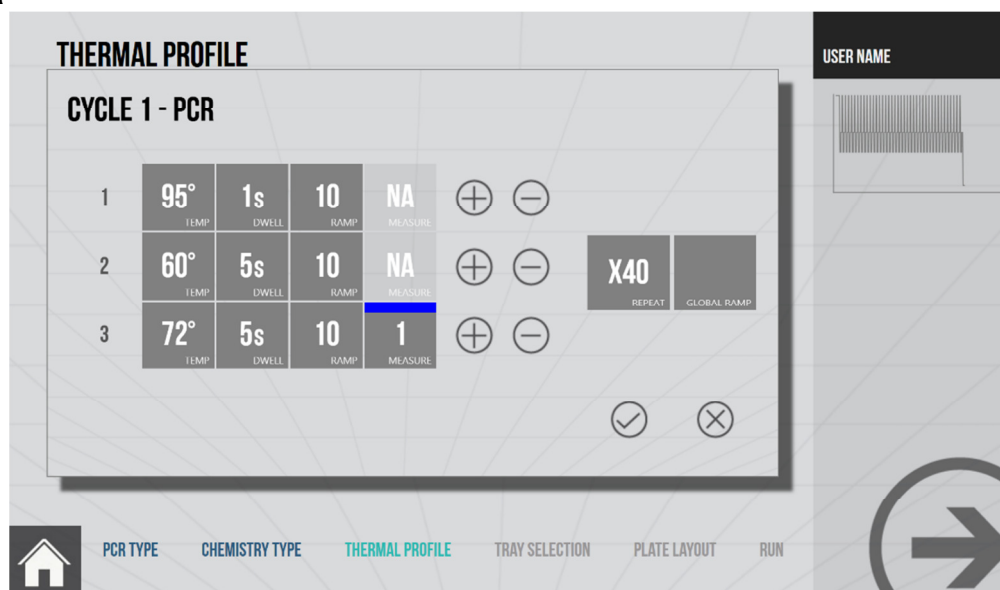 THERMAL PROFILE
USER NAME
CYCLE 1 - PCR
1 95° TEMP 1s DWELL 10 RAMP NA MEASURE
2 60° TEMP 5s DWELL 10 RAMP NA MEASURE
X40 REPEAT GLOBAL RAMP
3 72° TEMP 5s DWELL 10 RAMP 1 MEASURE
PCR TYPE CHEMISTRY TYPE THERMAL PROFILE TRAY SELECTION PLATE LAYOUT RUN